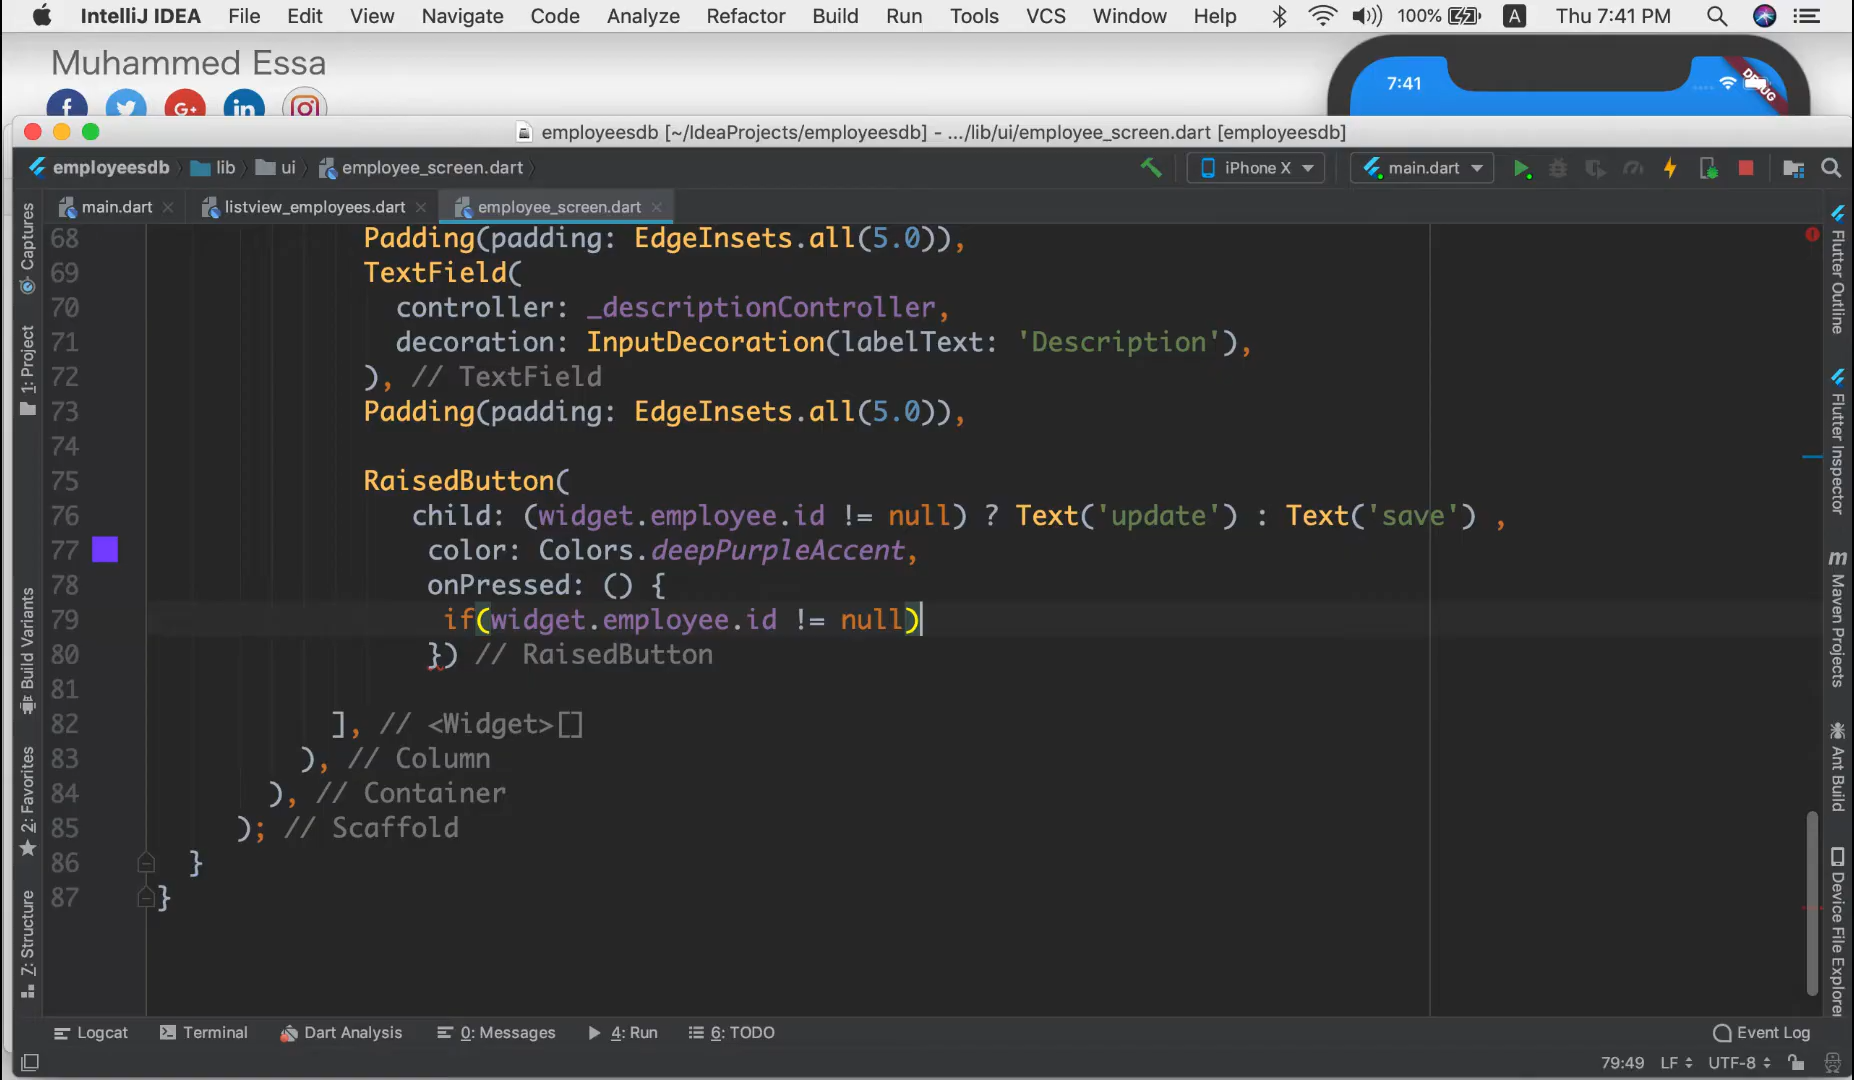 IntelliJ IDEA File Edit View Navigate Code Analyze Refactor Build Run Tools VCS Window Help 100% A Thu 7:41 PM
Muhammed Essa
7:41
DEBUG
f G+ in
employeesdb [~/IdeaProjects/employeesdb] - .../lib/ui/employee_screen.dart [employeesdb]
employeesdb lib ui employee_screen.dart iPhone X main.dart
main.dart listview_employees.dart employee_screen.dart
68 Padding(padding: EdgeInsets.all(5.0)),
69 TextField(
70 controller: _descriptionController,
71 decoration: InputDecoration(labelText: 'Description'),
72 ), // TextField
73 Padding(padding: EdgeInsets.all(5.0)),
74
75 RaisedButton(
76 child: (widget.employee.id != null) ? Text('update') : Text('save') ,
77 color: Colors.deepPurpleAccent,
78 onPressed: () {
79 if(widget.employee.id != null)
80 }) // RaisedButton
81
82 ], // <Widget>[]
83 ), // Column
84 ), // Container
85 ); // Scaffold
86 }
87 }
Captures
1: Project
Build Variants
2: Favorites
7: Structure
Flutter Outline
Flutter Inspector
m Maven Projects
Ant Build
Device File Explorer
Logcat Terminal Dart Analysis 0: Messages 4: Run 6: TODO Event Log
79:49 LF UTF-8